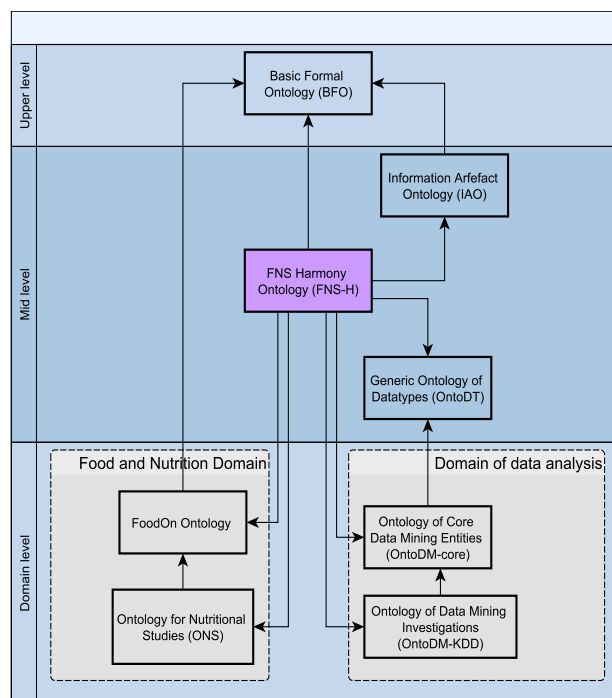 Upper level
Basic Formal
Ontology (BFO)
Mid level
Information Arfefact
Ontology (IAO)
FNS Harmony
Ontology (FNS-H)
Generic Ontology of
Datatypes (OntoDT)
Domain level
Food and Nutrition Domain
FoodOn Ontology
Ontology for Nutritional
Studies (ONS)
Domain of data analysis
Ontology of Core
Data Mining Entities
(OntoDM-core)
Ontology of Data Mining
Investigations
(OntoDM-KDD)